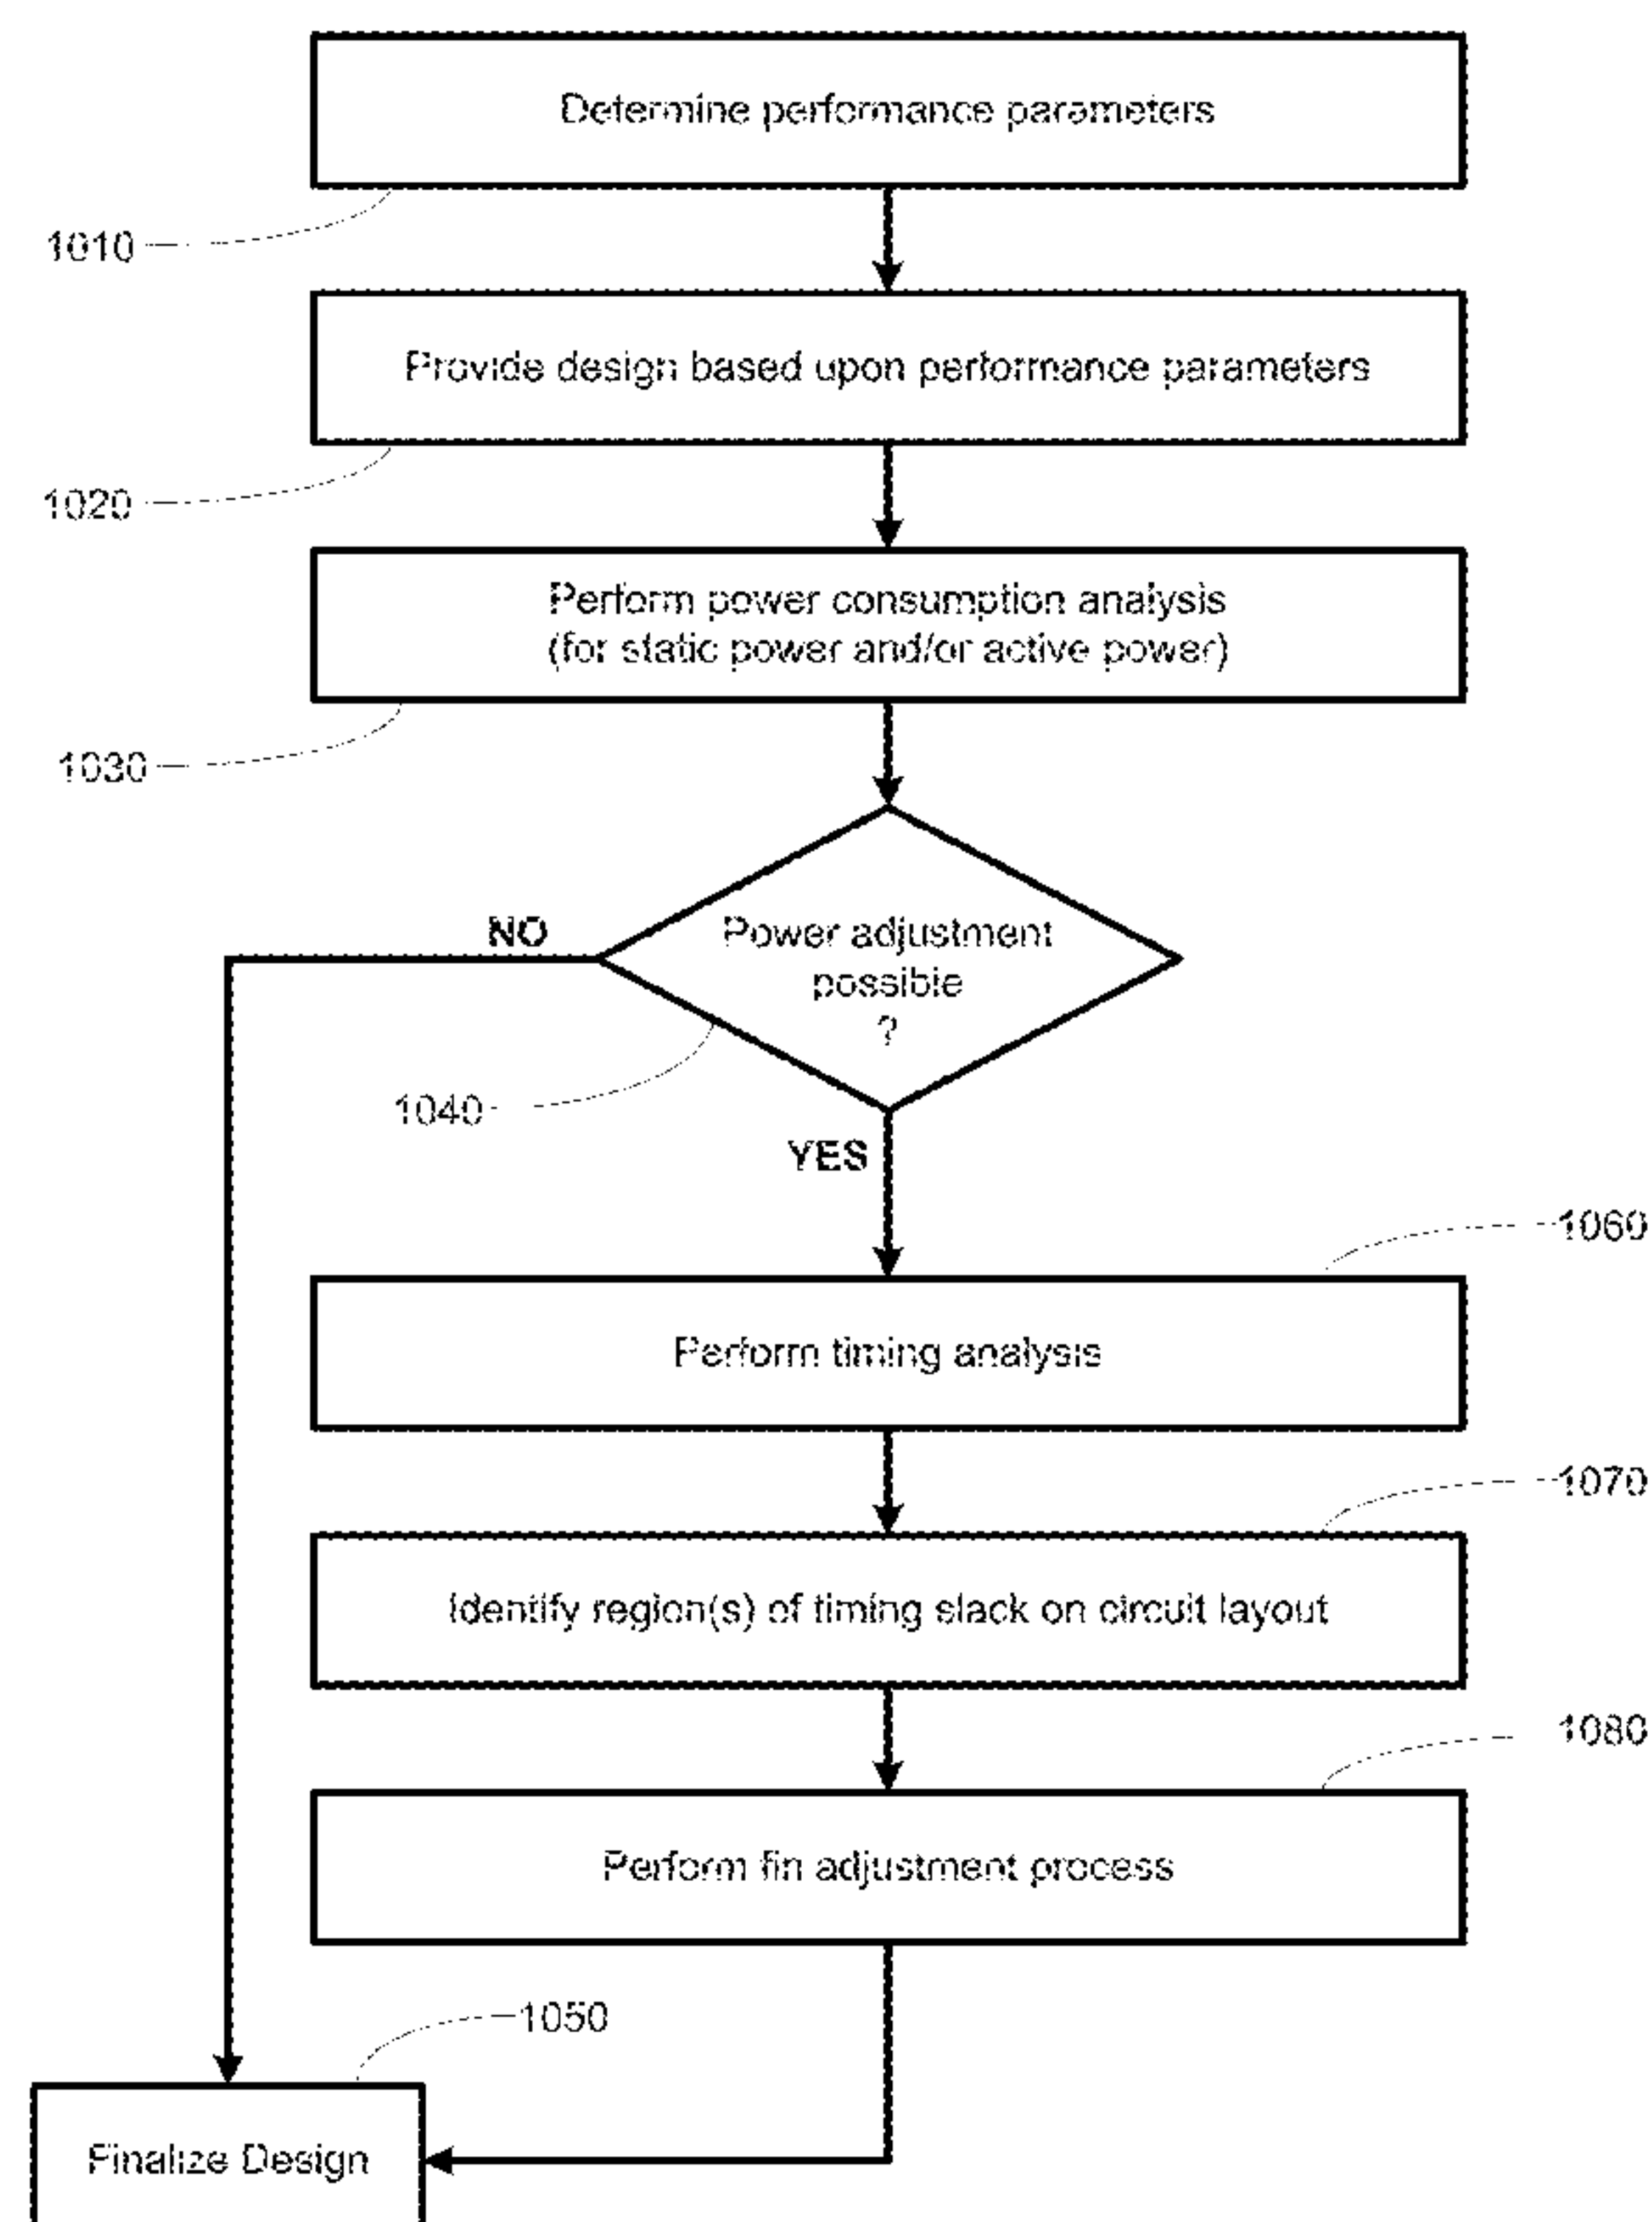 Determine performance parameters
1010
Provide design based upon performance parameters
1020
Perform power consumption analysis
(for static power and/or active power)
1030
NO
Power adjustment
possible
?
1040
YES
1060
Perform timing analysis
1070
Identify region(s) of timing slack on circuit layout
1080
Perform fin adjustment process
1050
Finalize Design